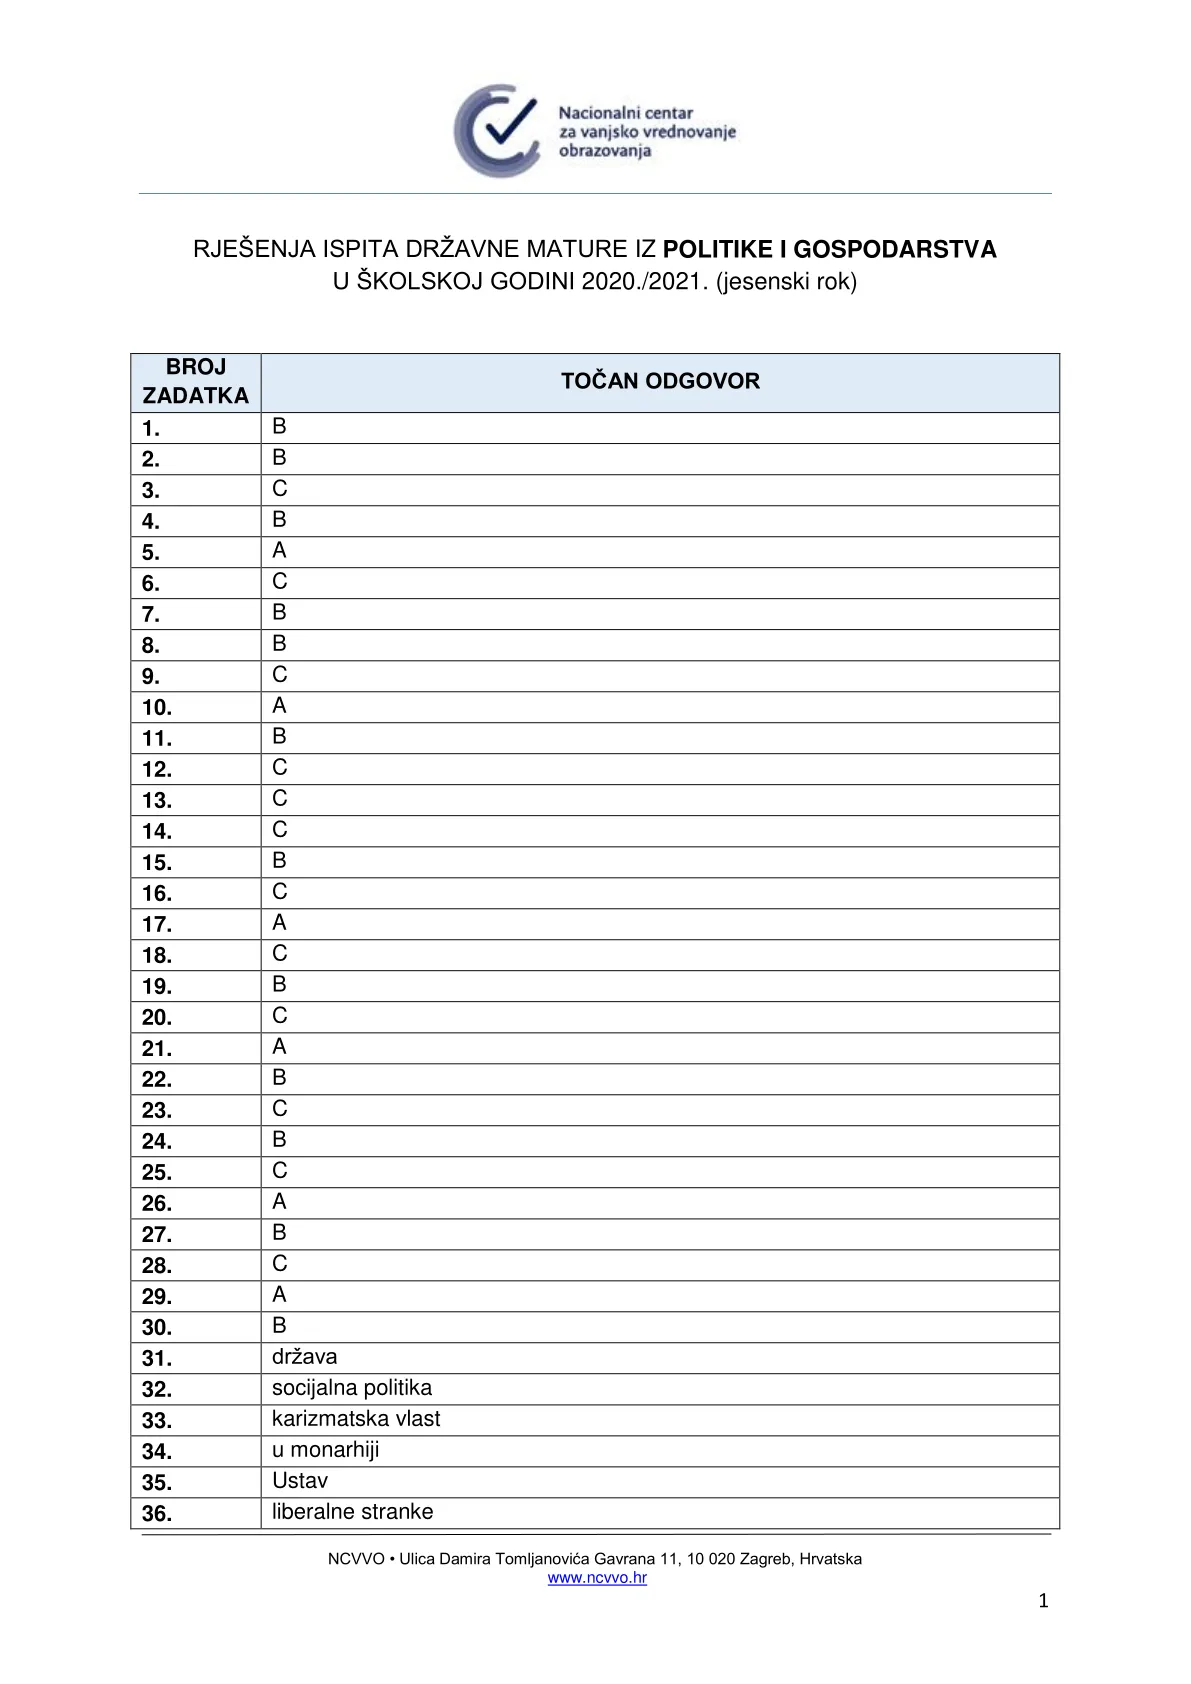 Nacionalni centar
za vanjsko vrednovanje
obrazovanja
RJEŠENJA ISPITA DRŽAVNE MATURE IZ POLITIKE I GOSPODARSTVA
U ŠKOLSKOJ GODINI 2020./2021. (jesenski rok)
BROJ ZADATKA TOČAN ODGOVOR
1. B
2. B
3. C
4. B
5. A
6. C
7. B
8. B
9. C
10. A
11. B
12. C
13. C
14. C
15. B
16. C
17. A
18. C
19. B
20. C
21. A
22. B
23. C
24. B
25. C
26. A
27. B
28. C
29. A
30. B
31. država
32. socijalna politika
33. karizmatska vlast
34. u monarhiji
35. Ustav
36. liberalne stranke
NCVVO • Ulica Damira Tomljanovića Gavrana 11, 10 020 Zagreb, Hrvatska
www.ncvvo.hr
1